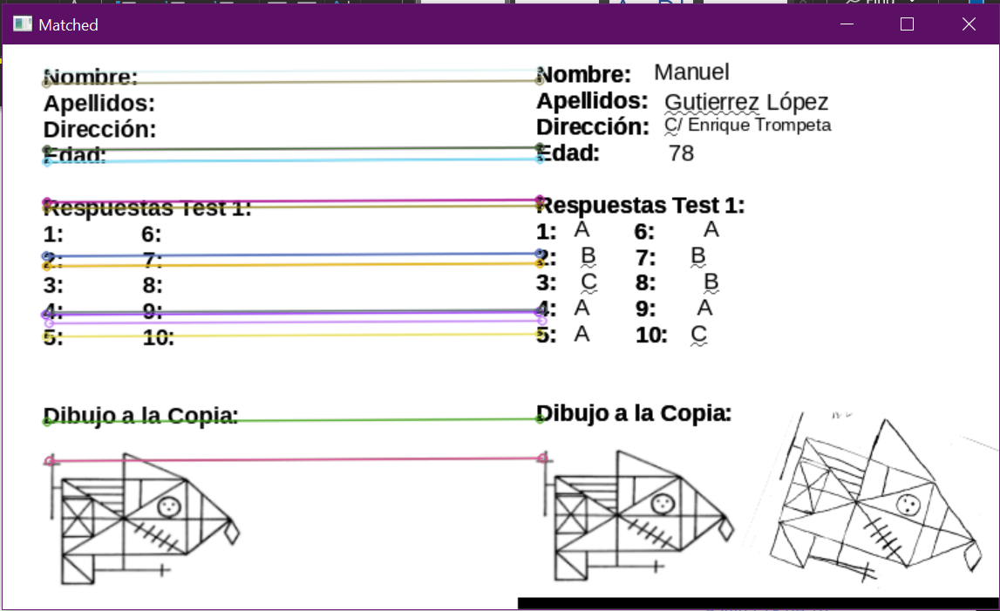 Matched
Nombre:
Apellidos:
Dirección:
Edad:
Respuestas Test 1:
1: 6:
2: 7:
3: 8:
4: 9:
5: 10:
Dibujo a la Copia:
Nombre: Manuel
Apellidos: Gutierrez López
Dirección: C/ Enrique Trompeta
Edad: 78
Respuestas Test 1:
1: A 6: A
2: B 7: B
3: C 8: B
4: A 9: A
5: A 10: C
Dibujo a la Copia: